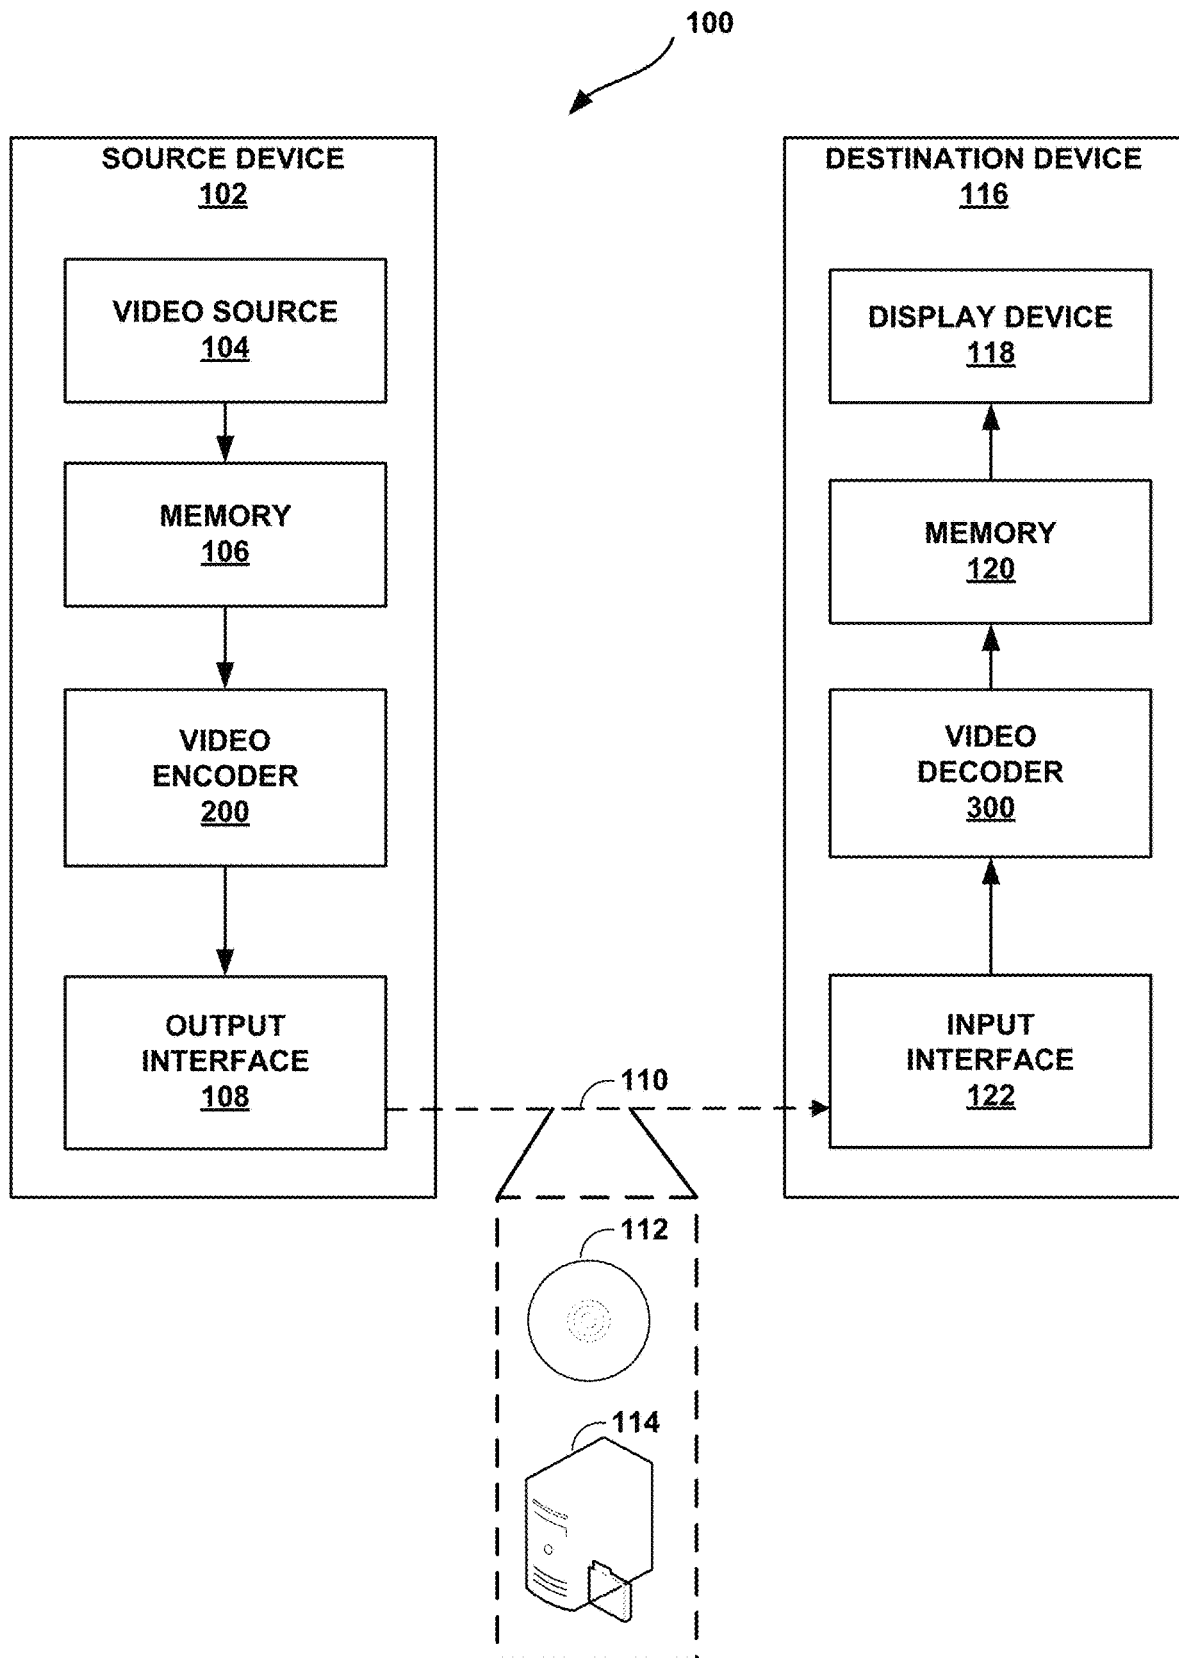 100
SOURCE DEVICE
102
VIDEO SOURCE
104
MEMORY
106
VIDEO
ENCODER
200
OUTPUT
INTERFACE
108
DESTINATION DEVICE
116
DISPLAY DEVICE
118
MEMORY
120
VIDEO
DECODER
300
INPUT
INTERFACE
122
110
112
114